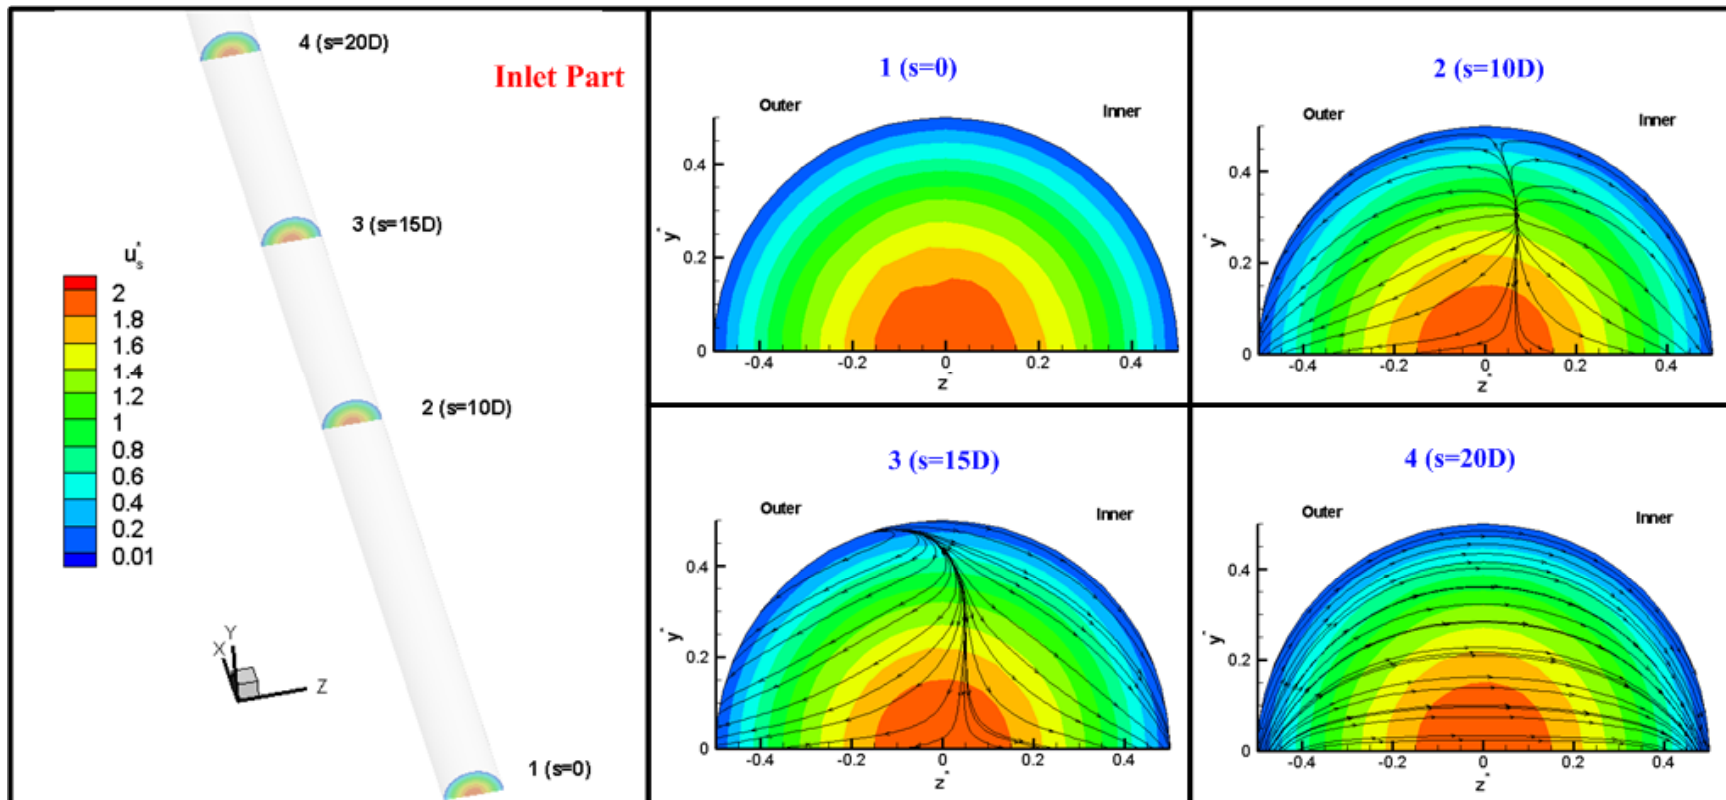 4 (s=20D)
Inlet Part
3 (s=15D)
u*s
2
1.8
1.6
1.4
1.2
1
0.8
0.6
0.4
0.2
0.01
2 (s=10D)
Y
X
Z
1 (s=0)
1 (s=0)
Outer
Inner
0.4
0.2
0
y*
-0.4
-0.2
0
0.2
0.4
z*
2 (s=10D)
Outer
Inner
0.4
0.2
0
y*
-0.4
-0.2
0
0.2
0.4
z*
3 (s=15D)
Outer
Inner
0.4
0.2
0
y*
-0.4
-0.2
0
0.2
0.4
z*
4 (s=20D)
Outer
Inner
0.4
0.2
0
y*
-0.4
-0.2
0
0.2
0.4
z*